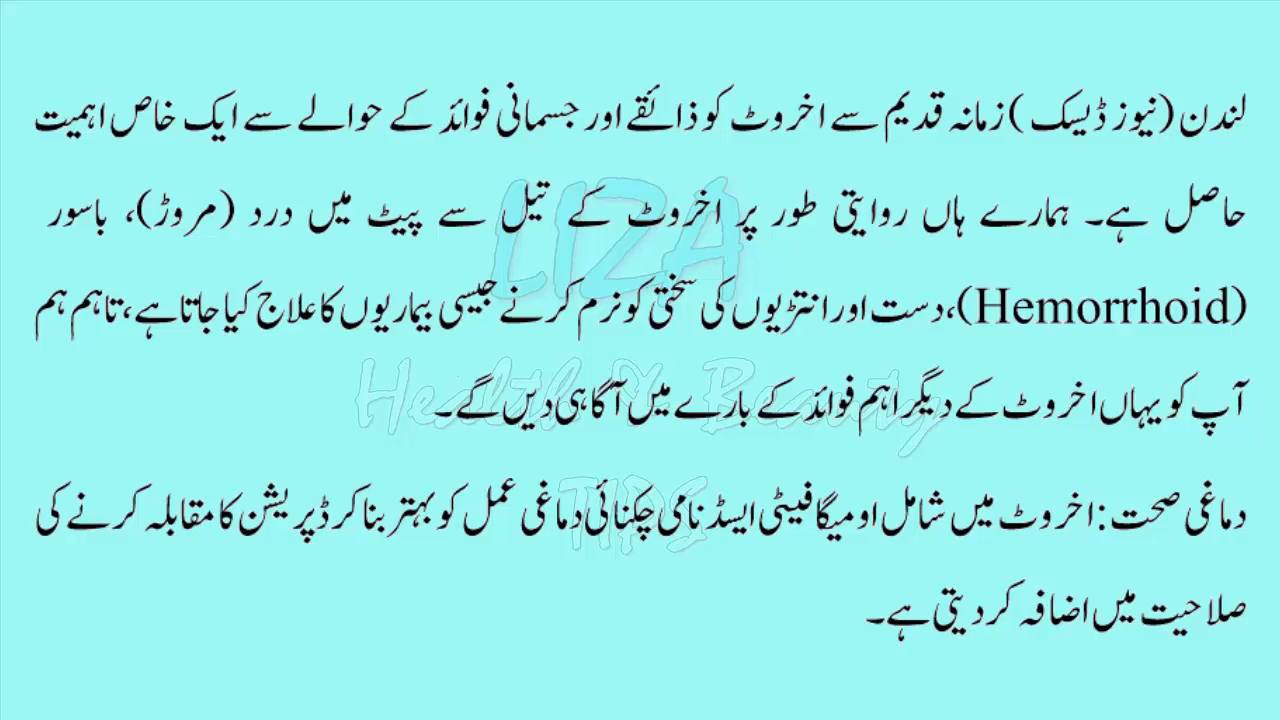 لندن (نیوز ڈیسک) زمانہ قدیم سے اخروٹ کو ذائقے اور جسمانی فوائد کے حوالے سے ایک خاص اہمیت
حاصل ہے۔ ہمارے ہاں روایتی طور پر اخروٹ کے تیل سے پیٹ میں درد (مروڑ)، باسور
(Hemorrhoid)، دست اور انتڑیوں کی سختی کو نرم کرنے جیسی بیماریوں کا علاج کیا جاتا ہے، تاہم ہم
آپ کو یہاں اخروٹ کے دیگر اہم فوائد کے بارے میں آگاہی دیں گے۔
دماغی صحت: اخروٹ میں شامل اومیگا فیٹی ایسڈ نامی چکنائی دماغی عمل کو بہتر بنا کر ڈپریشن کا مقابلہ کرنے کی
صلاحیت میں اضافہ کر دیتی ہے۔
LIZA
Health & Beauty
TIPS